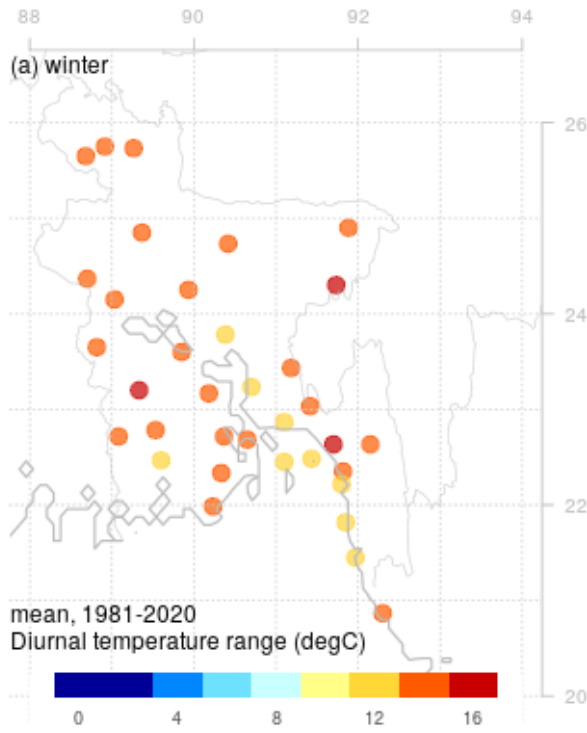 88 90 92 94
(a) winter
26
24
22
mean, 1981-2020
Diurnal temperature range (degC)
20
0 4 8 12 16